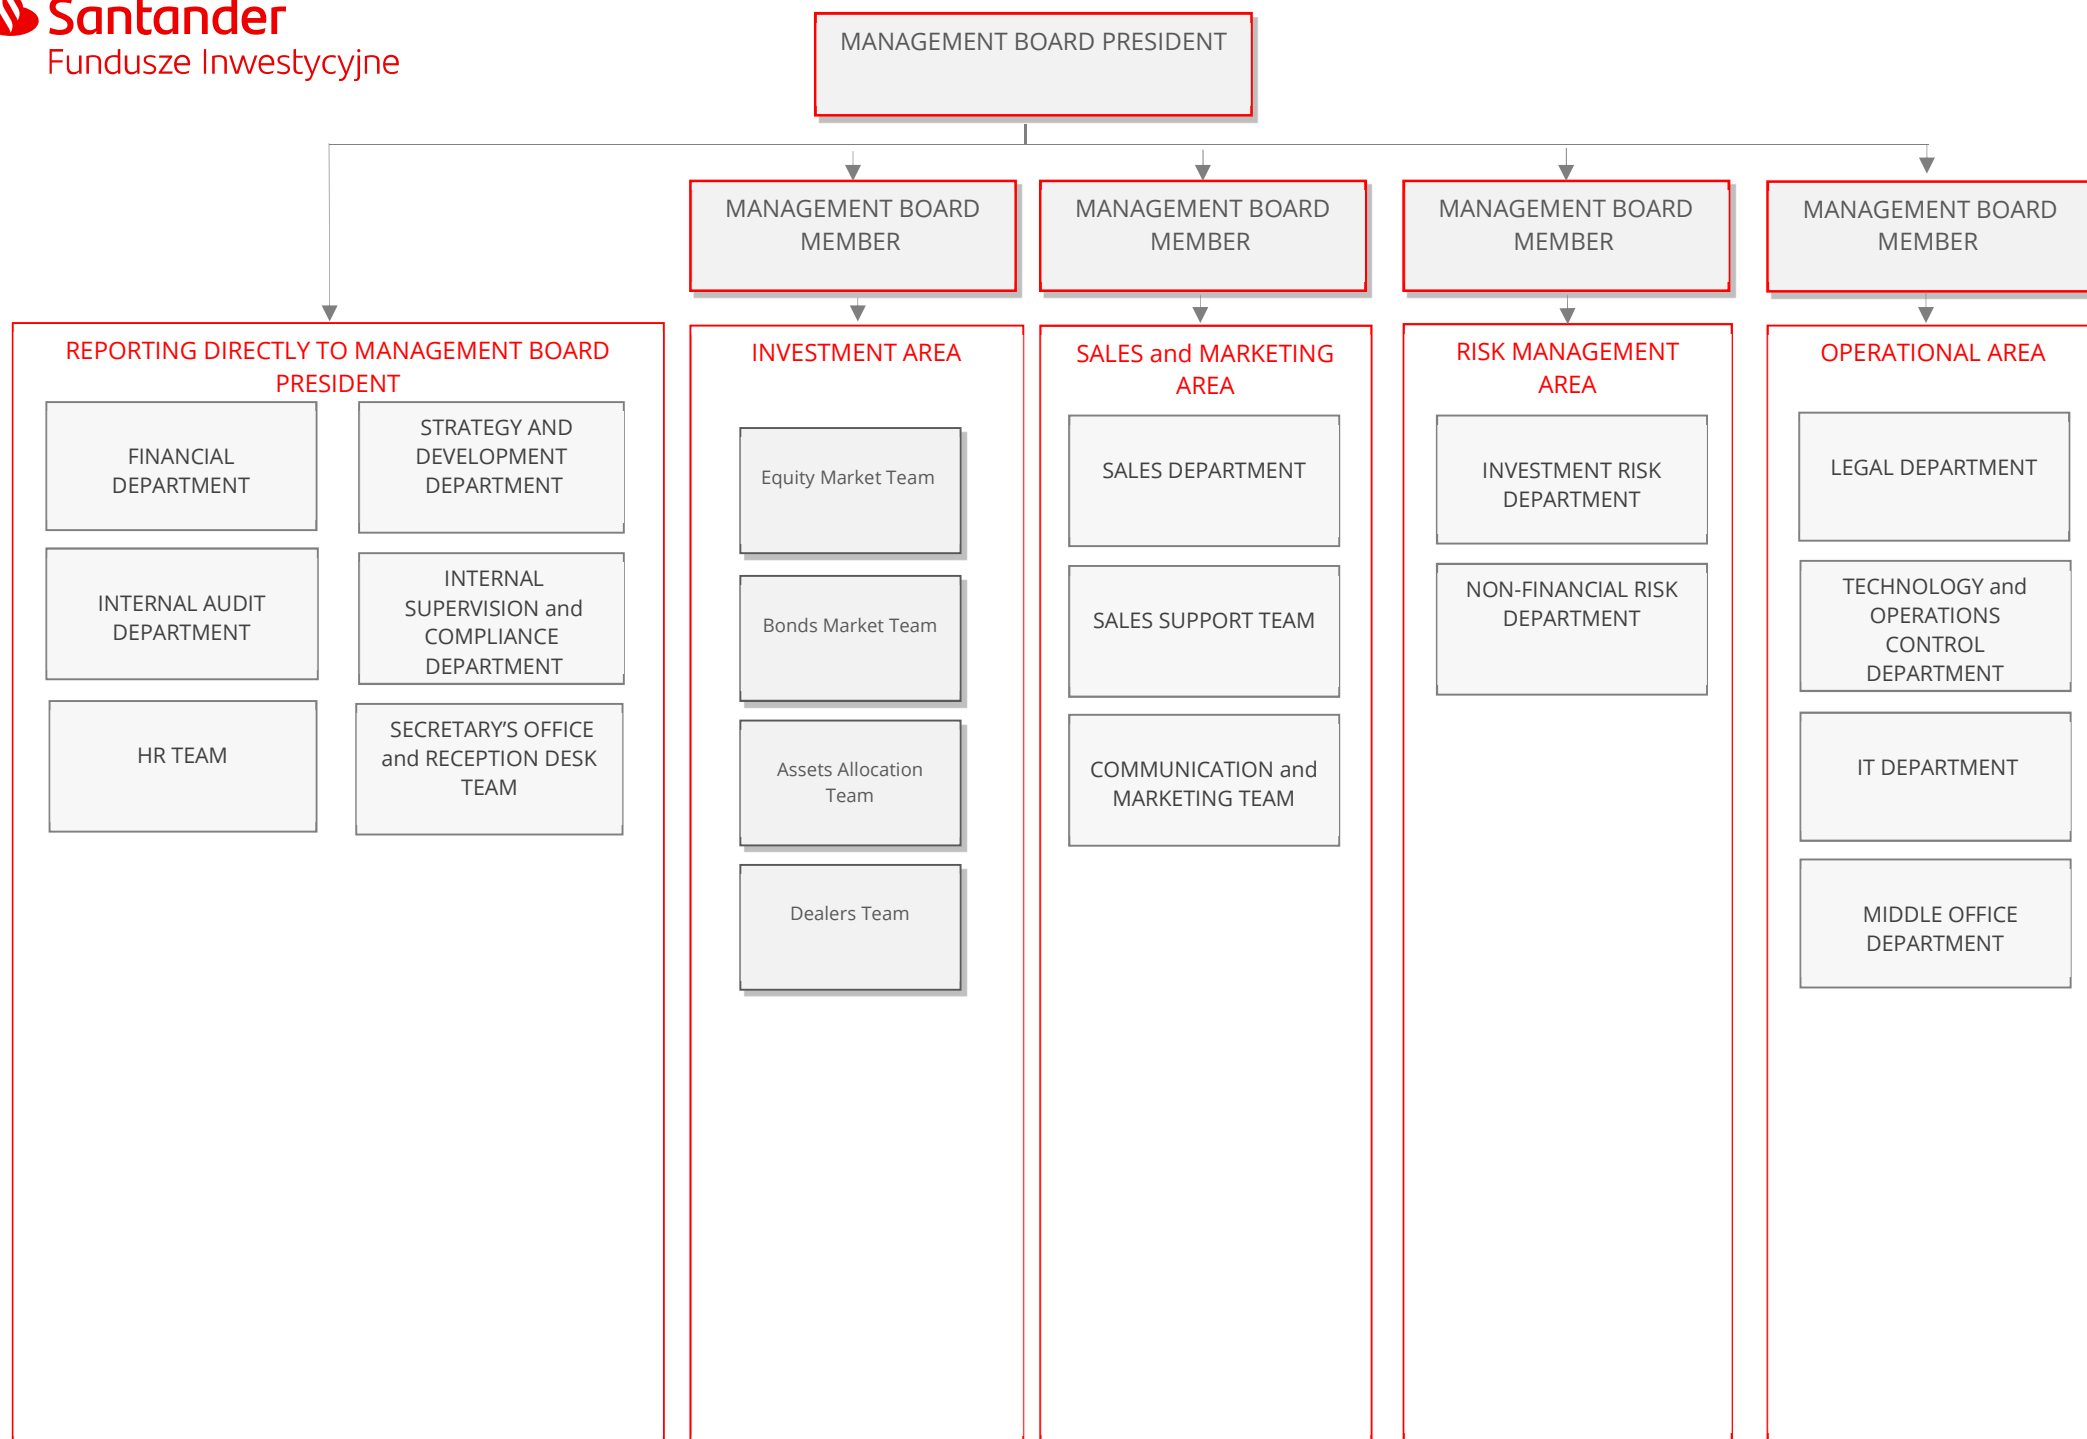 Santander
Fundusze Inwestycyjne
MANAGEMENT BOARD PRESIDENT
MANAGEMENT BOARD
MEMBER
MANAGEMENT BOARD
MEMBER
MANAGEMENT BOARD
MEMBER
MANAGEMENT BOARD
MEMBER
REPORTING DIRECTLY TO MANAGEMENT BOARD
PRESIDENT
FINANCIAL
DEPARTMENT
STRATEGY AND
DEVELOPMENT
DEPARTMENT
INTERNAL AUDIT
DEPARTMENT
INTERNAL
SUPERVISION and
COMPLIANCE
DEPARTMENT
HR TEAM
SECRETARY’S OFFICE
and RECEPTION DESK
TEAM
INVESTMENT AREA
Equity Market Team
Bonds Market Team
Assets Allocation
Team
Dealers Team
SALES and MARKETING
AREA
SALES DEPARTMENT
SALES SUPPORT TEAM
COMMUNICATION and
MARKETING TEAM
RISK MANAGEMENT
AREA
INVESTMENT RISK
DEPARTMENT
NON-FINANCIAL RISK
DEPARTMENT
OPERATIONAL AREA
LEGAL DEPARTMENT
TECHNOLOGY and
OPERATIONS
CONTROL
DEPARTMENT
IT DEPARTMENT
MIDDLE OFFICE
DEPARTMENT